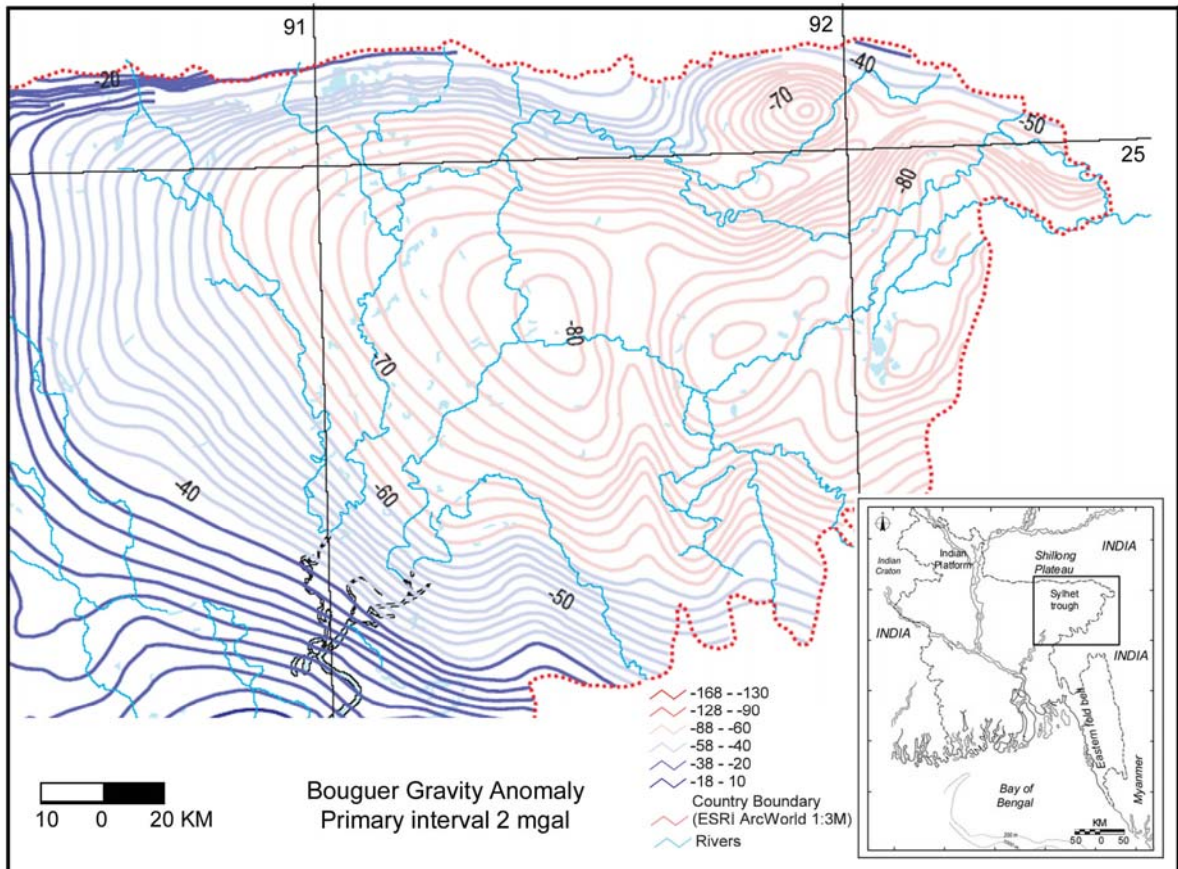 91
92
-20
-40
-70
-50
25
-80
-80
-70
-40
-60
-50
-168 - -130
-128 - -90
-88 - -60
-58 - -40
-38 - -20
-18 - 10
Country Boundary
(ESRI ArcWorld 1:3M)
Rivers
10 0 20 KM
Bouguer Gravity Anomaly
Primary interval 2 mgal
INDIA
Indian
Platform
Shillong
Plateau
Indian
Craton
Sylhet
trough
INDIA
INDIA
Eastern fold belt
Myanmer
Bay of
Bengal
KM
50 0 50
200 m